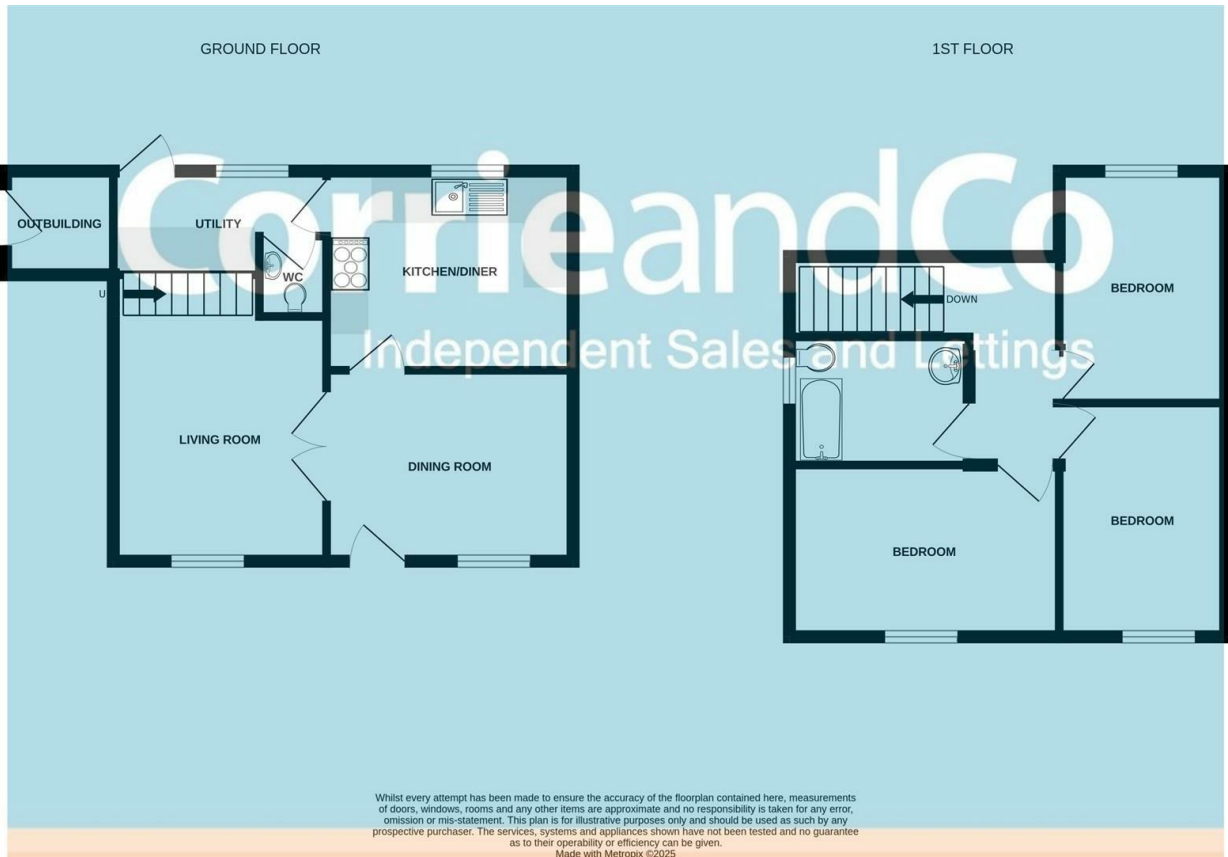 GROUND FLOOR
1ST FLOOR
CorrieandCo
Independent Sales and Lettings
OUTBUILDING
UTILITY
WC
KITCHEN/DINER
U
LIVING ROOM
DINING ROOM
DOWN
BEDROOM
BEDROOM
BEDROOM
Whilst every attempt has been made to ensure the accuracy of the floorplan contained here, measurements
of doors, windows, rooms and any other items are approximate and no responsibility is taken for any error,
omission or mis-statement. This plan is for illustrative purposes only and should be used as such by any
prospective purchaser. The services, systems and appliances shown have not been tested and no guarantee
as to their operability or efficiency can be given.
Made with Metropix ©2025